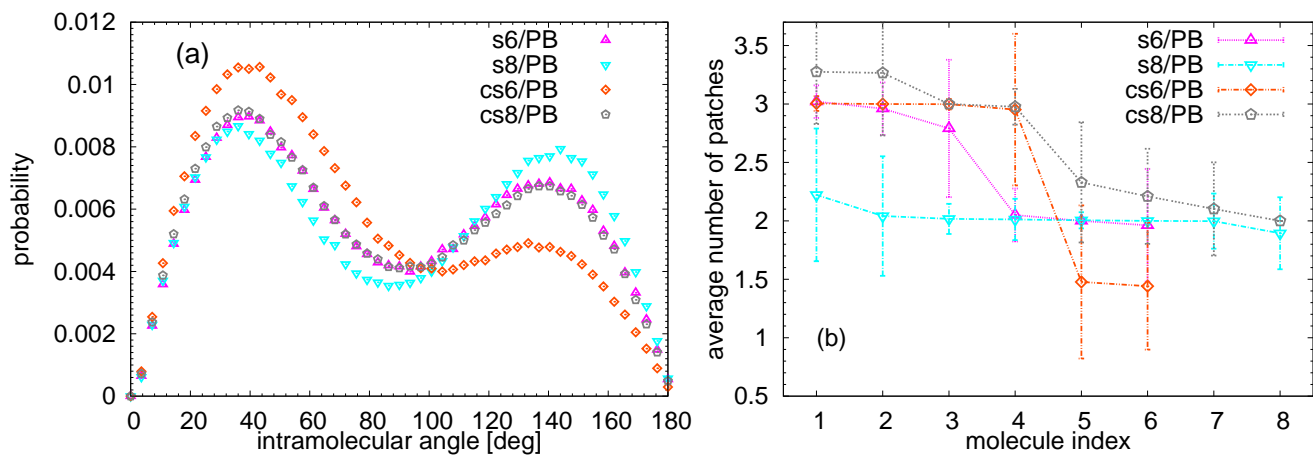 (a)
s6/PB
s8/PB
cs6/PB
cs8/PB
probability
0.012
0.01
0.008
0.006
0.004
0.002
0
0 20 40 60 80 100 120 140 160 180
intramolecular angle [deg]
(b)
s6/PB
s8/PB
cs6/PB
cs8/PB
average number of patches
3.5
3
2.5
2
1.5
1
0.5
1 2 3 4 5 6 7 8
molecule index